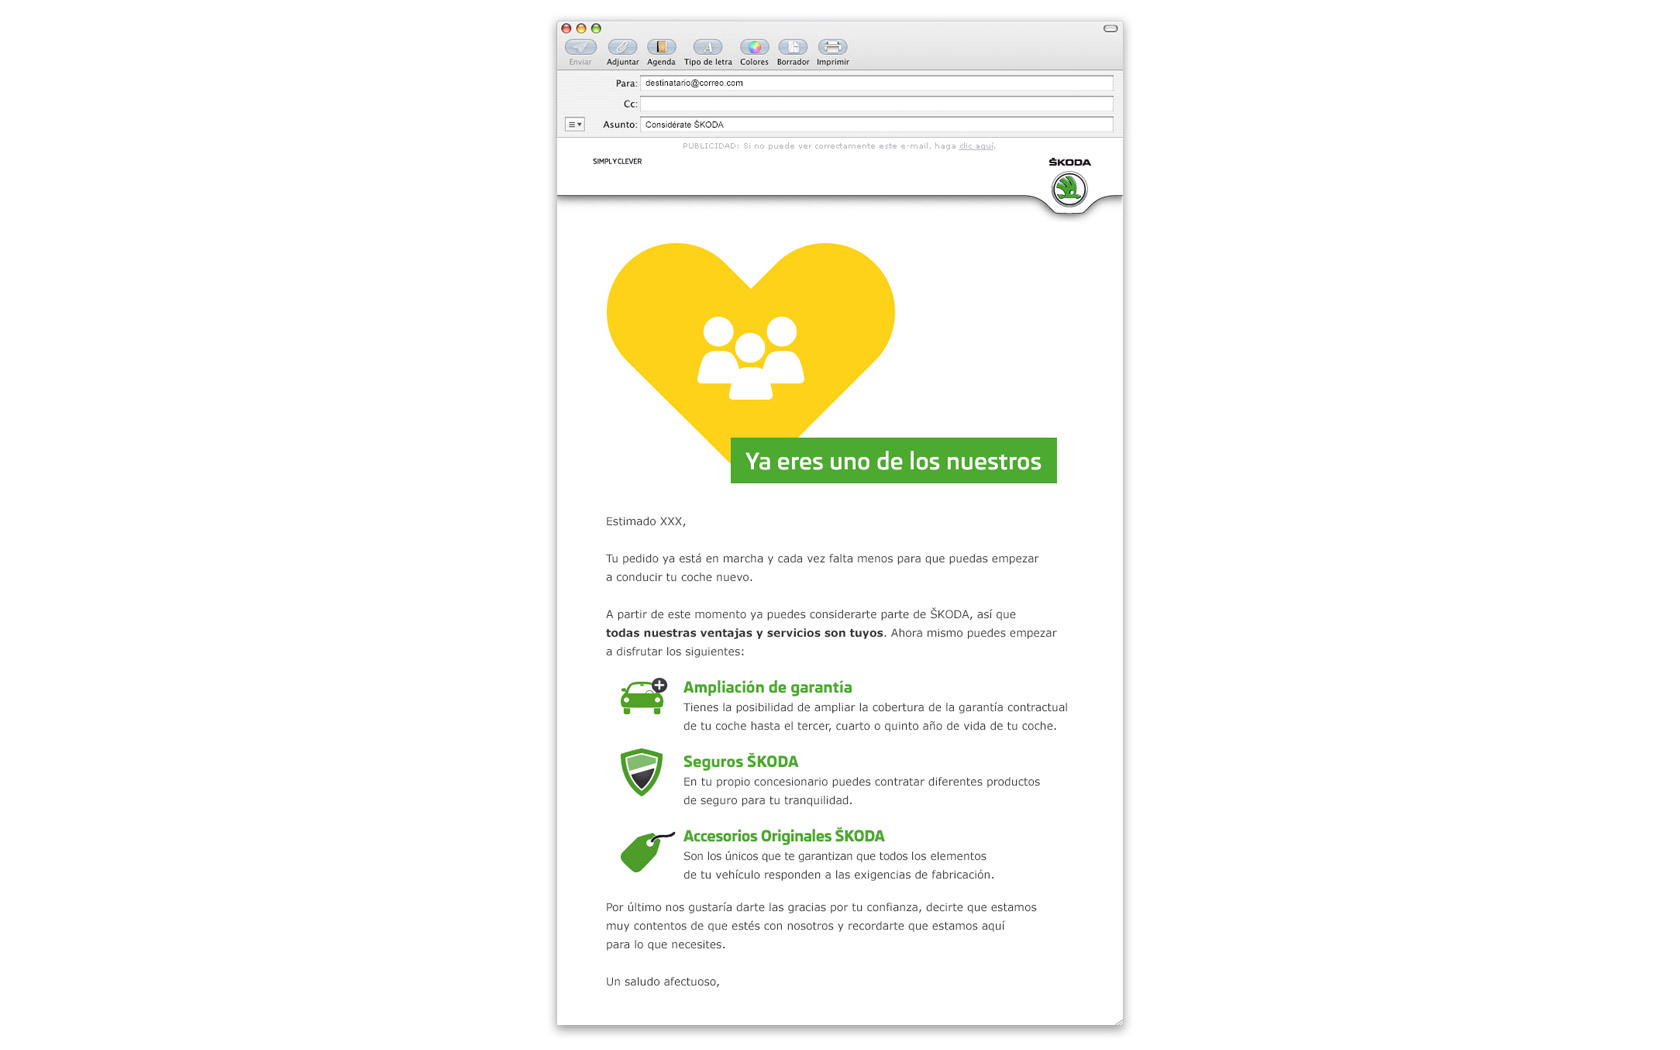 Enviar Adjuntar Agenda Tipo de letra Colores Borrador Imprimir
Para: destinatario@correo.com
Cc:
Asunto: Considérate ŠKODA
PUBLICIDAD: Si no puede ver correctamente este e-mail, haga clic aquí.
SIMPLY CLEVER
ŠKODA
Ya eres uno de los nuestros
Estimado XXX,
Tu pedido ya está en marcha y cada vez falta menos para que puedas empezar
a conducir tu coche nuevo.
A partir de este momento ya puedes considerarte parte de ŠKODA, así que
todas nuestras ventajas y servicios son tuyos. Ahora mismo puedes empezar
a disfrutar los siguientes:
Ampliación de garantía
Tienes la posibilidad de ampliar la cobertura de la garantía contractual
de tu coche hasta el tercer, cuarto o quinto año de vida de tu coche.
Seguros ŠKODA
En tu propio concesionario puedes contratar diferentes productos
de seguro para tu tranquilidad.
Accesorios Originales ŠKODA
Son los únicos que te garantizan que todos los elementos
de tu vehículo responden a las exigencias de fabricación.
Por último nos gustaría darte las gracias por tu confianza, decirte que estamos
muy contentos de que estés con nosotros y recordarte que estamos aquí
para lo que necesites.
Un saludo afectuoso,